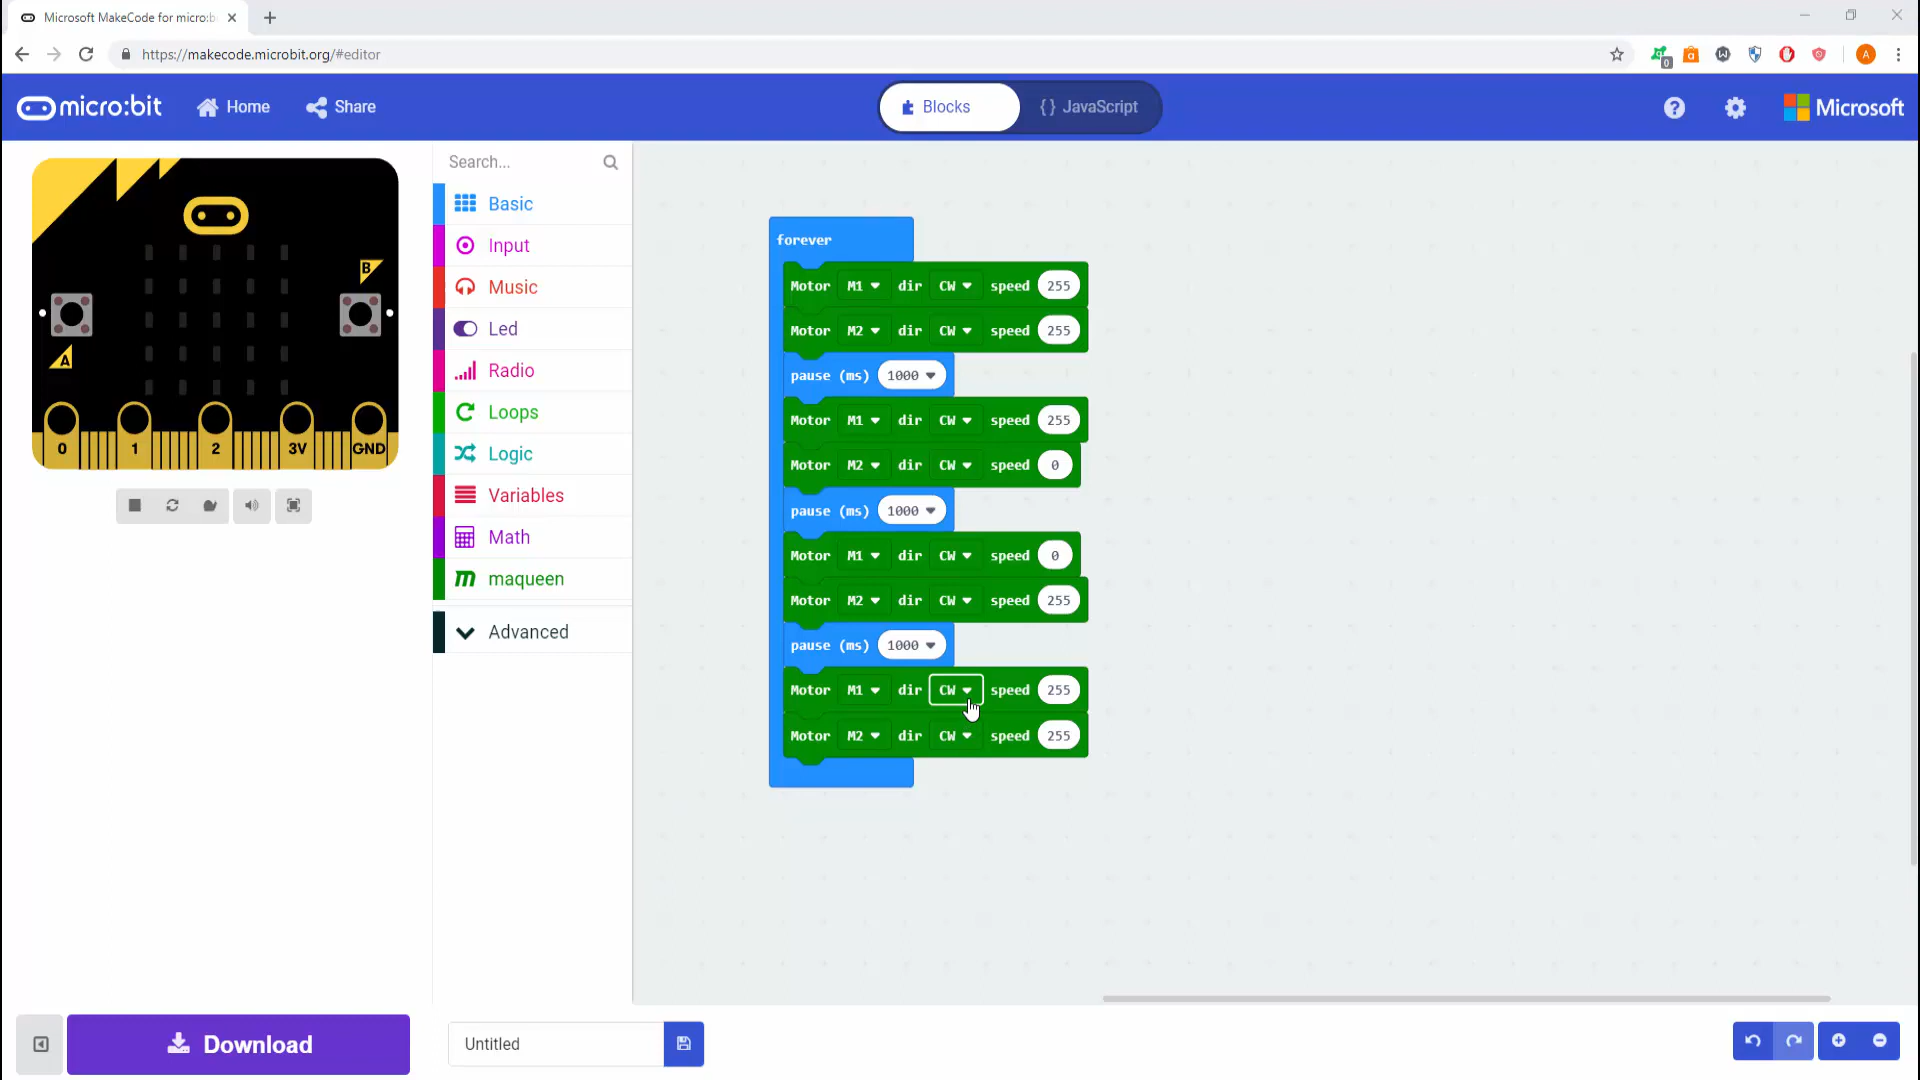 Microsoft MakeCode for micro:b
https://makecode.microbit.org/#editor
0
a
A
micro:bit
Home
Share
Blocks
{ } JavaScript
?
Microsoft
Search...
Basic
Input
Music
Led
Radio
Loops
Logic
Variables
Math
maqueen
Advanced
B
A
0
1
2
3V
GND
forever
Motor M1 dir CW speed 255
Motor M2 dir CW speed 255
pause (ms) 1000
Motor M1 dir CW speed 255
Motor M2 dir CW speed 0
pause (ms) 1000
Motor M1 dir CW speed 0
Motor M2 dir CW speed 255
pause (ms) 1000
Motor M1 dir CW speed 255
Motor M2 dir CW speed 255
Download
Untitled